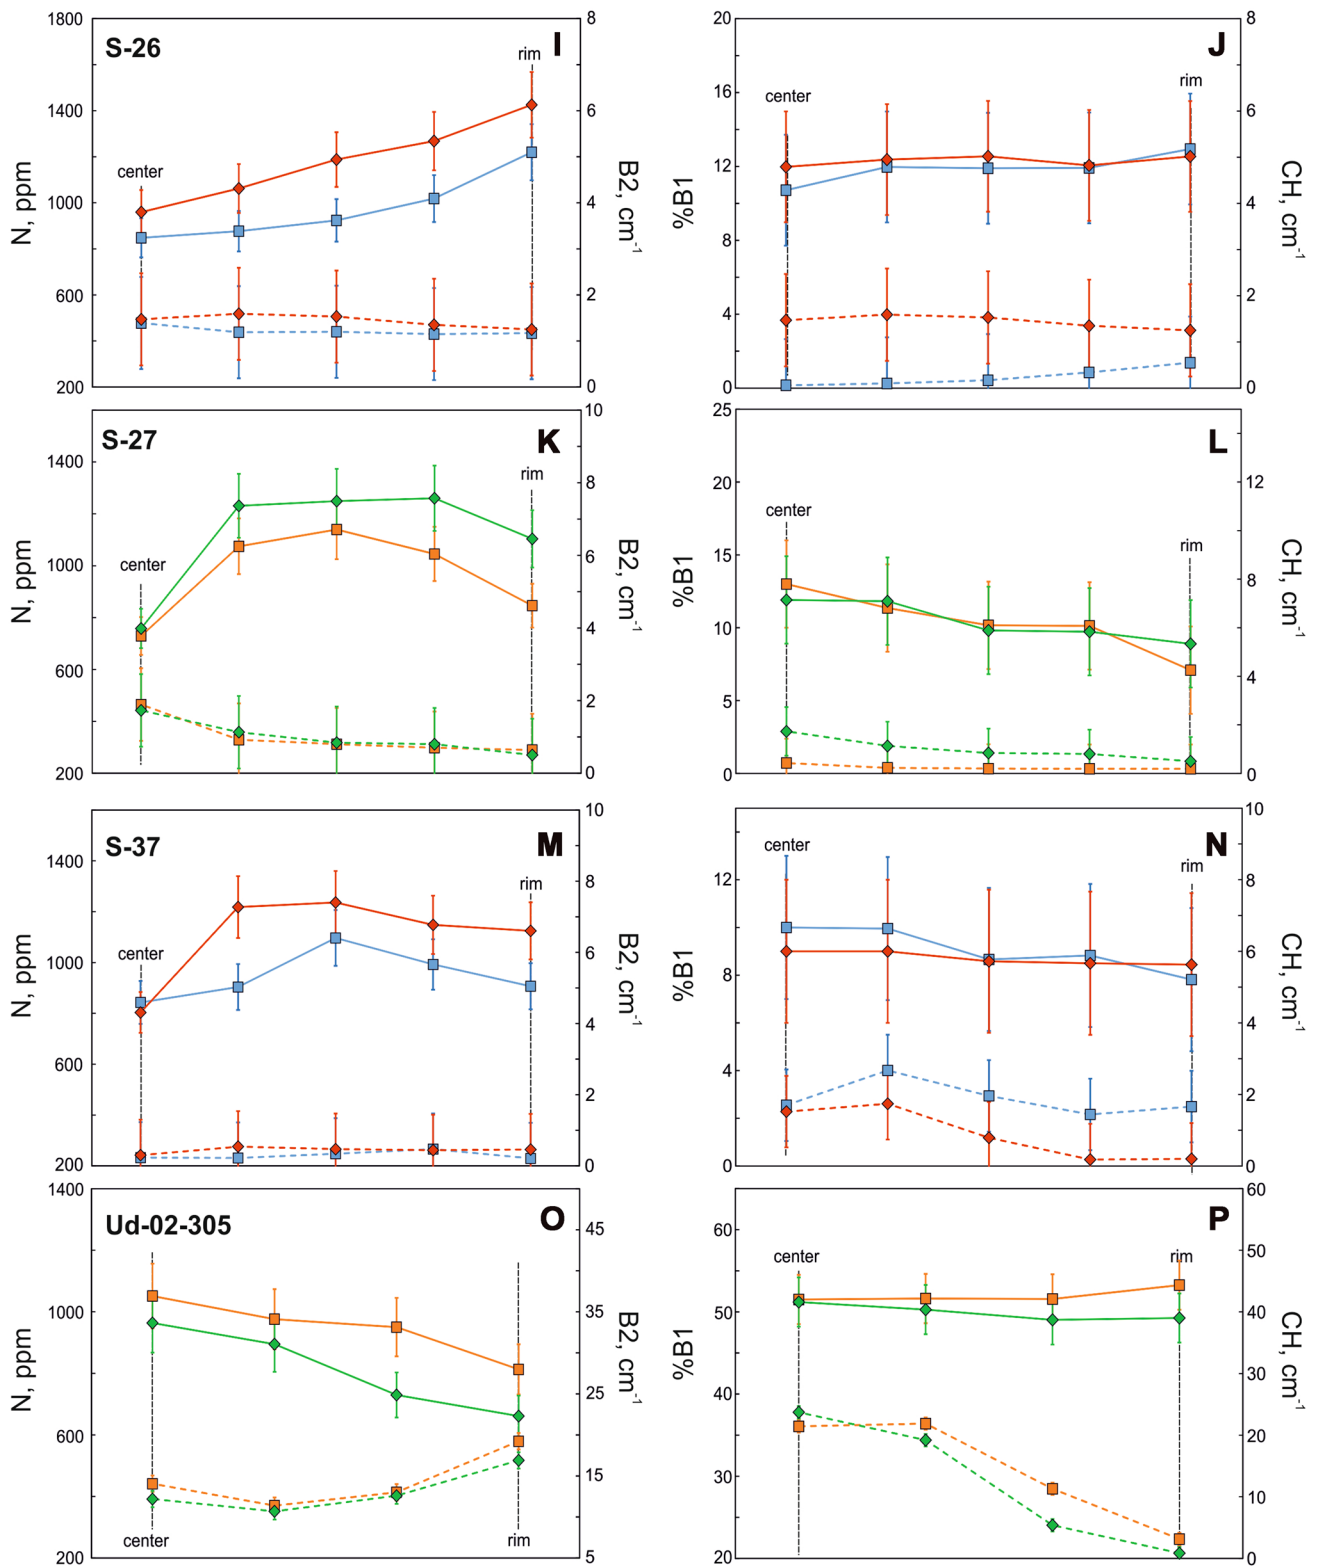 S-26
I
1800
1400
1000
600
200
N, ppm
8
6
4
2
0
B2, cm-1
center
rim
J
20
16
12
8
4
0
%B1
8
6
4
2
0
CH, cm-1
center
rim
S-27
K
1400
1000
600
200
N, ppm
10
8
6
4
2
0
B2, cm-1
center
rim
L
25
20
15
10
5
0
%B1
12
8
4
0
CH, cm-1
center
rim
S-37
M
1400
1000
600
200
N, ppm
10
8
6
4
2
0
B2, cm-1
center
rim
N
12
8
4
0
%B1
10
8
6
4
2
0
CH, cm-1
center
rim
Ud-02-305
O
1400
1000
600
200
N, ppm
45
35
25
15
5
B2, cm-1
center
rim
P
60
50
40
30
20
%B1
60
50
40
30
20
10
0
CH, cm-1
center
rim